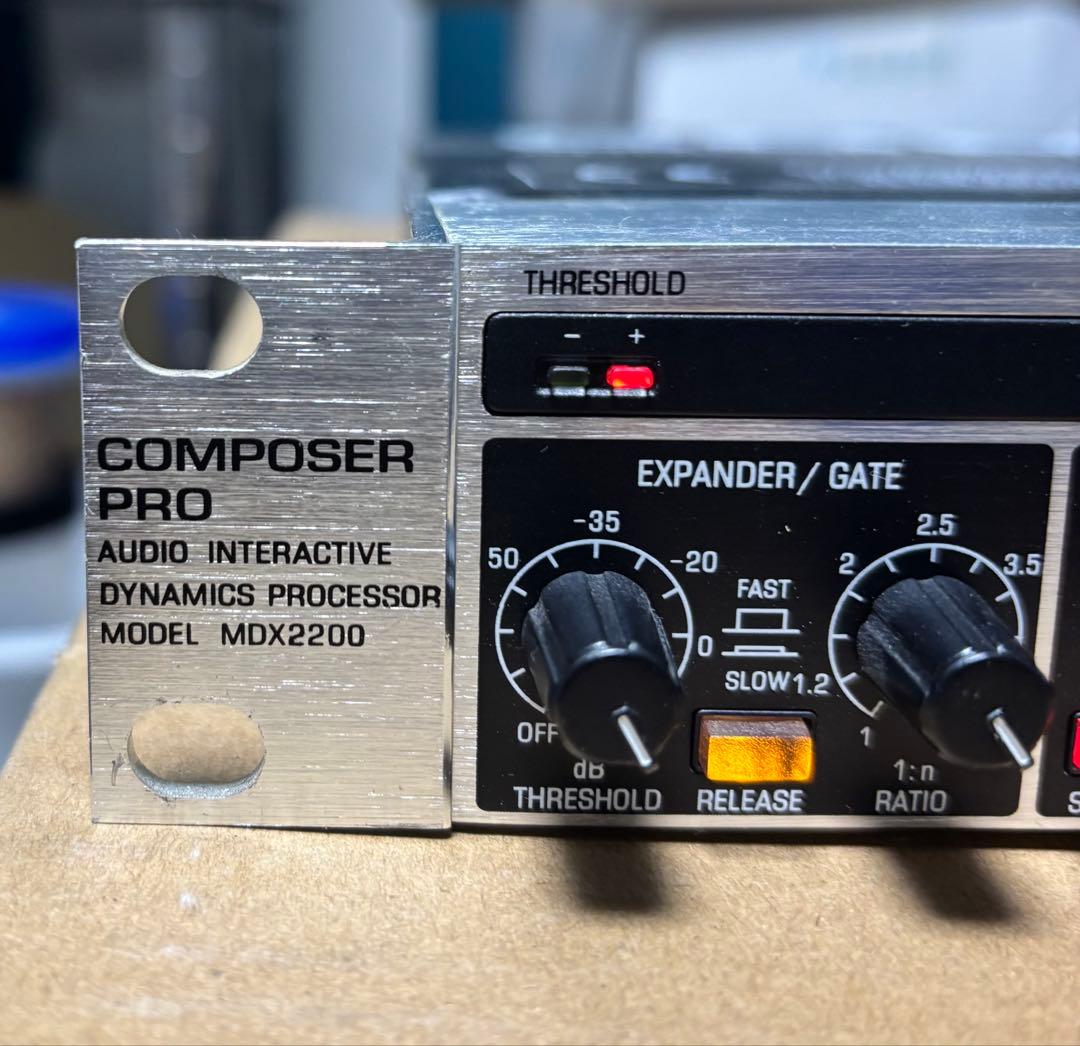 THRESHOLD
- +
COMPOSER
PRO
AUDIO INTERACTIVE
DYNAMICS PROCESSOR
MODEL MDX2200
EXPANDER/ GATE
50
-35
-20
0
OFF
dB
THRESHOLD
FAST
SLOW
RELEASE
1
1.2
2
2.5
3.5
1:n
RATIO